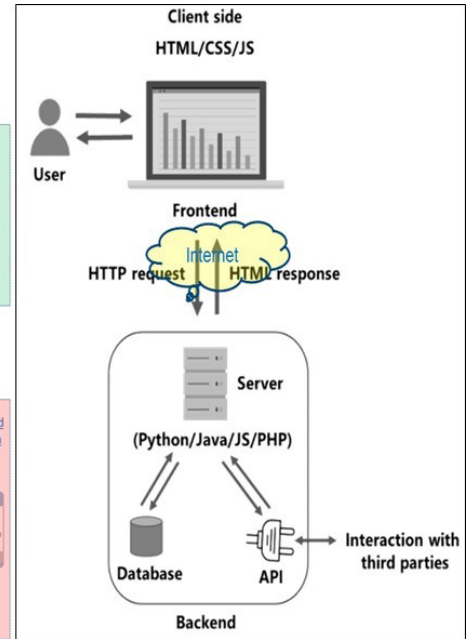 Client side
HTML/CSS/JS
User
Frontend
Internet
HTTP request
HTML response
Server
(Python/Java/JS/PHP)
Database
API
Interaction with
third parties
Backend